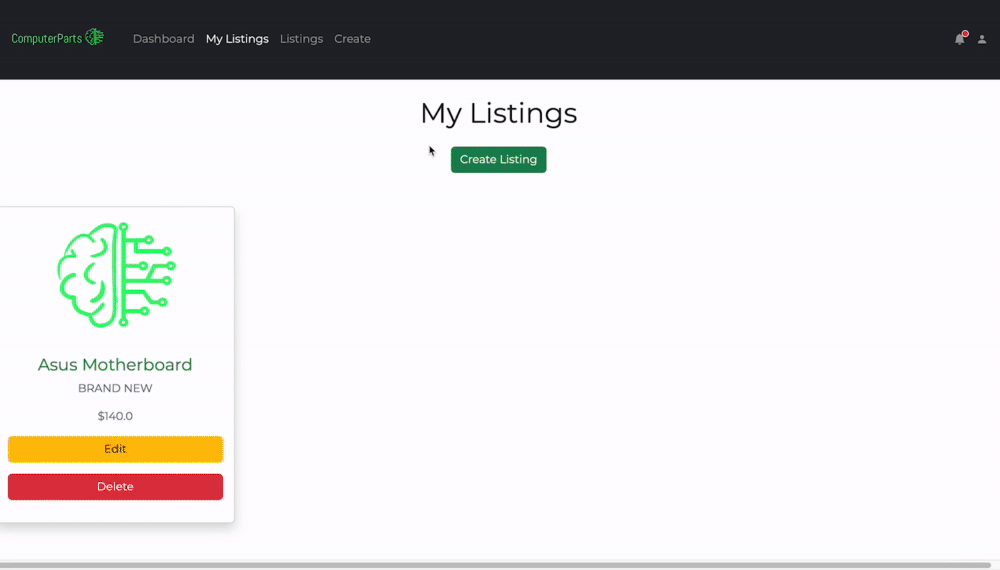 ComputerParts
Dashboard My Listings Listings Create
My Listings
Create Listing
Asus Motherboard
BRAND NEW
$140.0
Edit
Delete